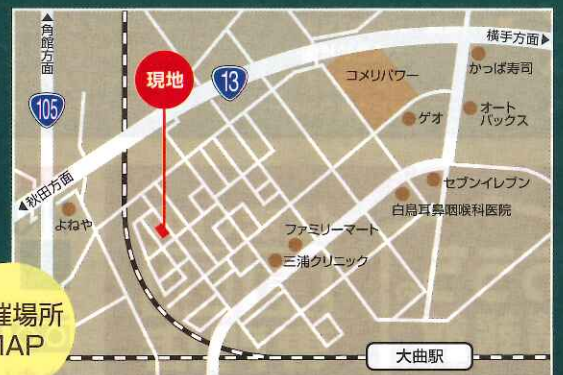 角館方面
横手方面
現地
13
コメリパワー
かっぱ寿司
105
ゲオ
オート
バックス
秋田方面
セブンイレブン
よねや
白鳥耳鼻咽喉科医院
ファミリーマート
三浦クリニック
催場所
MAP
大曲駅